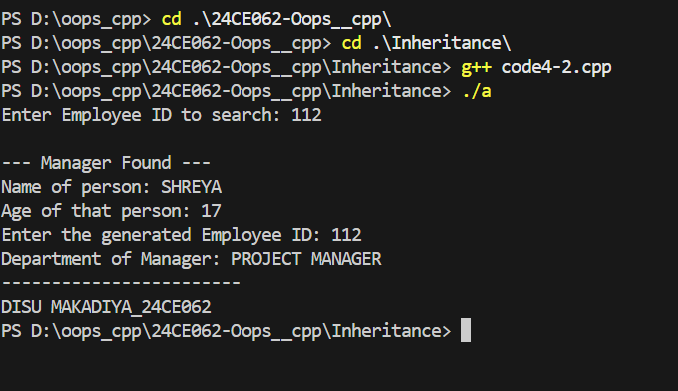 PS D:\oops_cpp> cd .\24CE062-Oops__cpp\
PS D:\oops_cpp\24CE062-Oops__cpp> cd .\Inheritance\
PS D:\oops_cpp\24CE062-Oops__cpp\Inheritance> g++ code4-2.cpp
PS D:\oops_cpp\24CE062-Oops__cpp\Inheritance> ./a
Enter Employee ID to search: 112
--- Manager Found ---
Name of person: SHREYA
Age of that person: 17
Enter the generated Employee ID: 112
Department of Manager: PROJECT MANAGER
------------------------
DISU MAKADIYA_24CE062
PS D:\oops_cpp\24CE062-Oops__cpp\Inheritance>